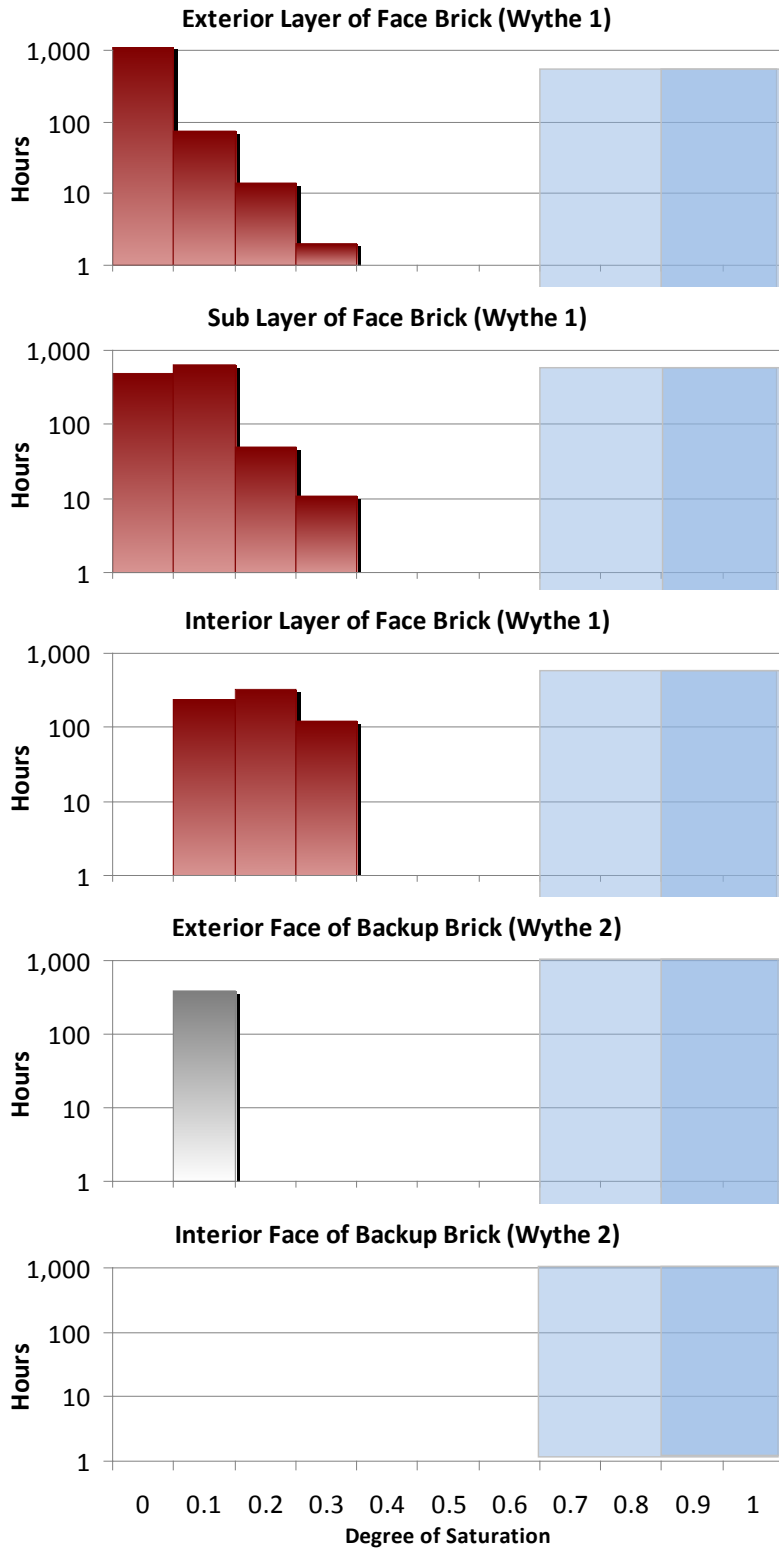 Exterior Layer of Face Brick (Wythe 1)
1,000
100
10
1
Hours
Sub Layer of Face Brick (Wythe 1)
1,000
100
10
1
Hours
Interior Layer of Face Brick (Wythe 1)
1,000
100
10
1
Hours
Exterior Face of Backup Brick (Wythe 2)
1,000
100
10
1
Hours
Interior Face of Backup Brick (Wythe 2)
1,000
100
10
1
Hours
0 0.1 0.2 0.3 0.4 0.5 0.6 0.7 0.8 0.9 1
Degree of Saturation